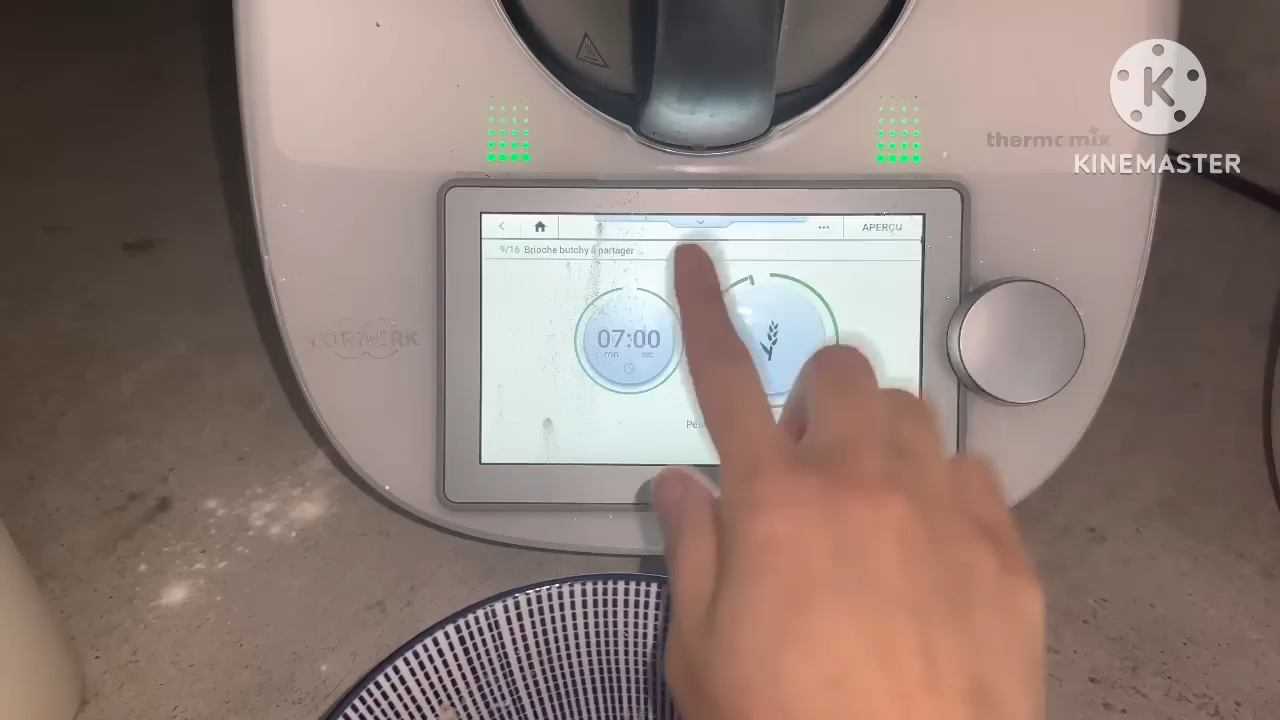 thermomix
KINEMASTER
APERÇU
9/16 Brioche butchy à partager ...
07:00
min sec
VORWERK